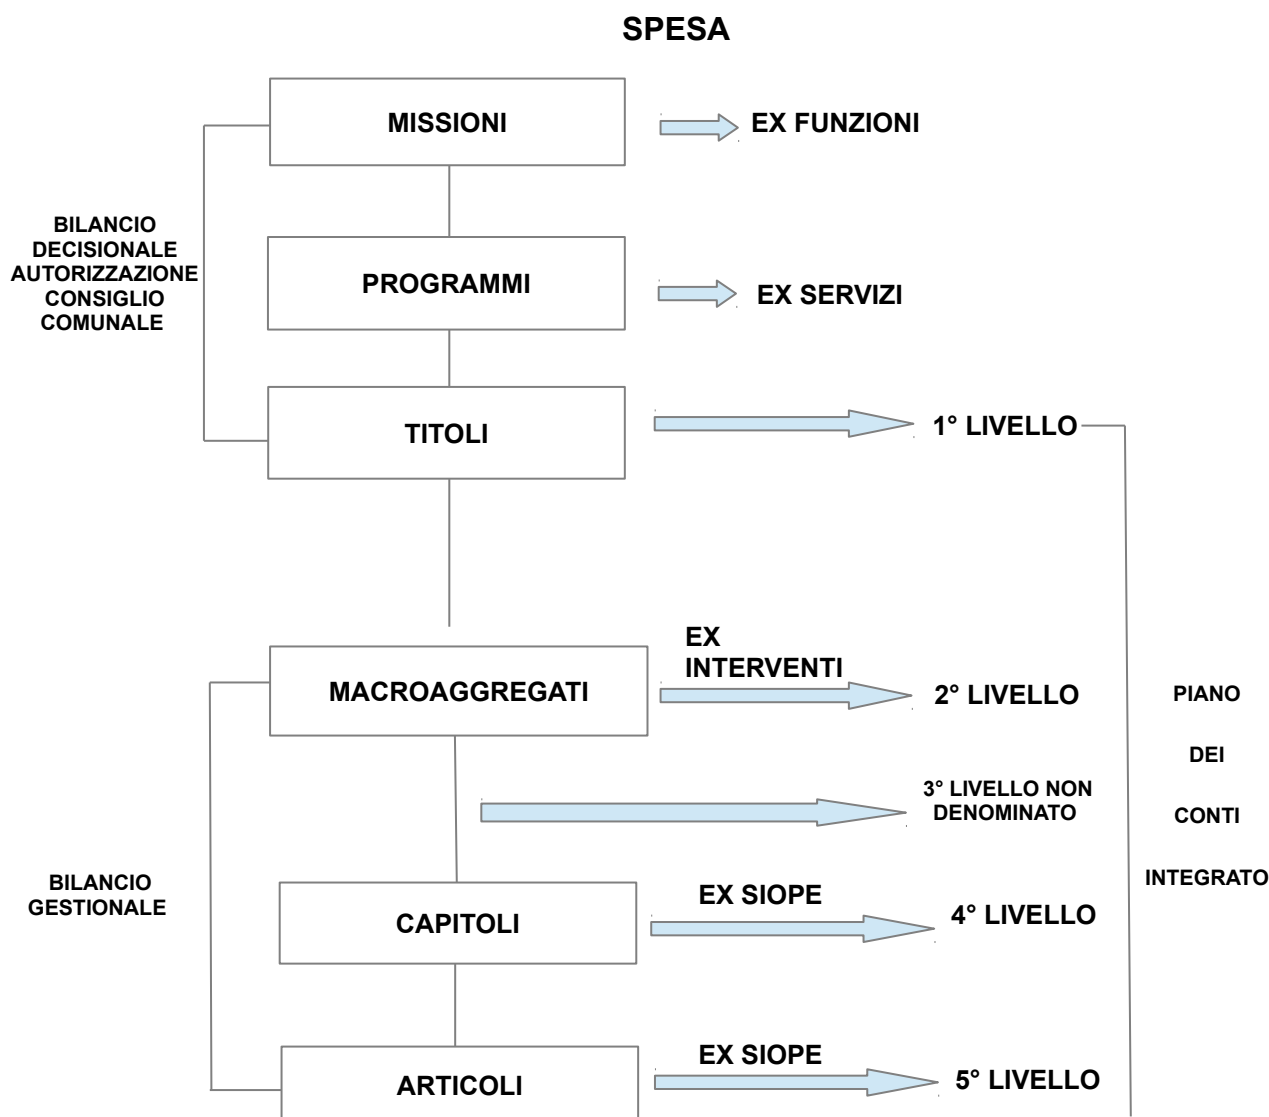 SPESA
MISSIONI
EX FUNZIONI
BILANCIO
DECISIONALE
AUTORIZZAZIONE
CONSIGLIO
COMUNALE
PROGRAMMI
EX SERVIZI
TITOLI
1° LIVELLO
EX
INTERVENTI
MACROAGGREGATI
2° LIVELLO
PIANO
DEI
CONTI
INTEGRATO
3° LIVELLO NON
DENOMINATO
BILANCIO
GESTIONALE
CAPITOLI
EX SIOPE
4° LIVELLO
ARTICOLI
EX SIOPE
5° LIVELLO